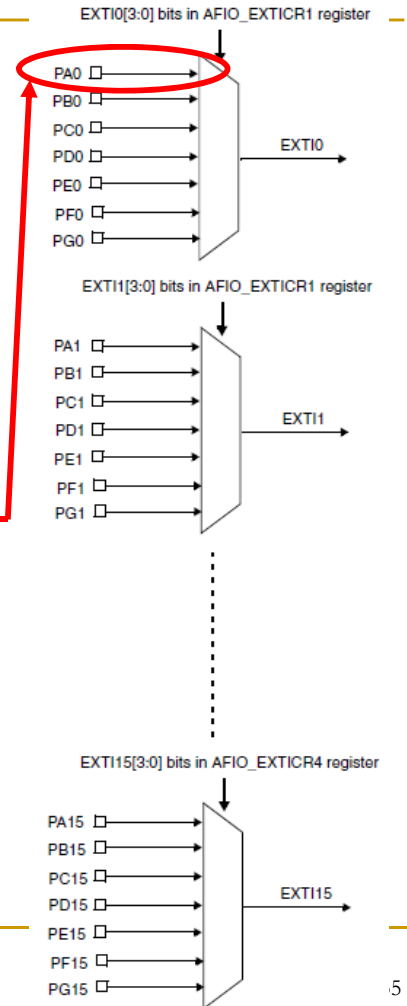 EXTI0[3:0] bits in AFIO_EXTICR1 register
PA0
PB0
PC0
PD0
PE0
PF0
PG0
EXTI0
EXTI1[3:0] bits in AFIO_EXTICR1 register
PA1
PB1
PC1
PD1
PE1
PF1
PG1
EXTI1
EXTI15[3:0] bits in AFIO_EXTICR4 register
PA15
PB15
PC15
PD15
PE15
PF15
PG15
EXTI15